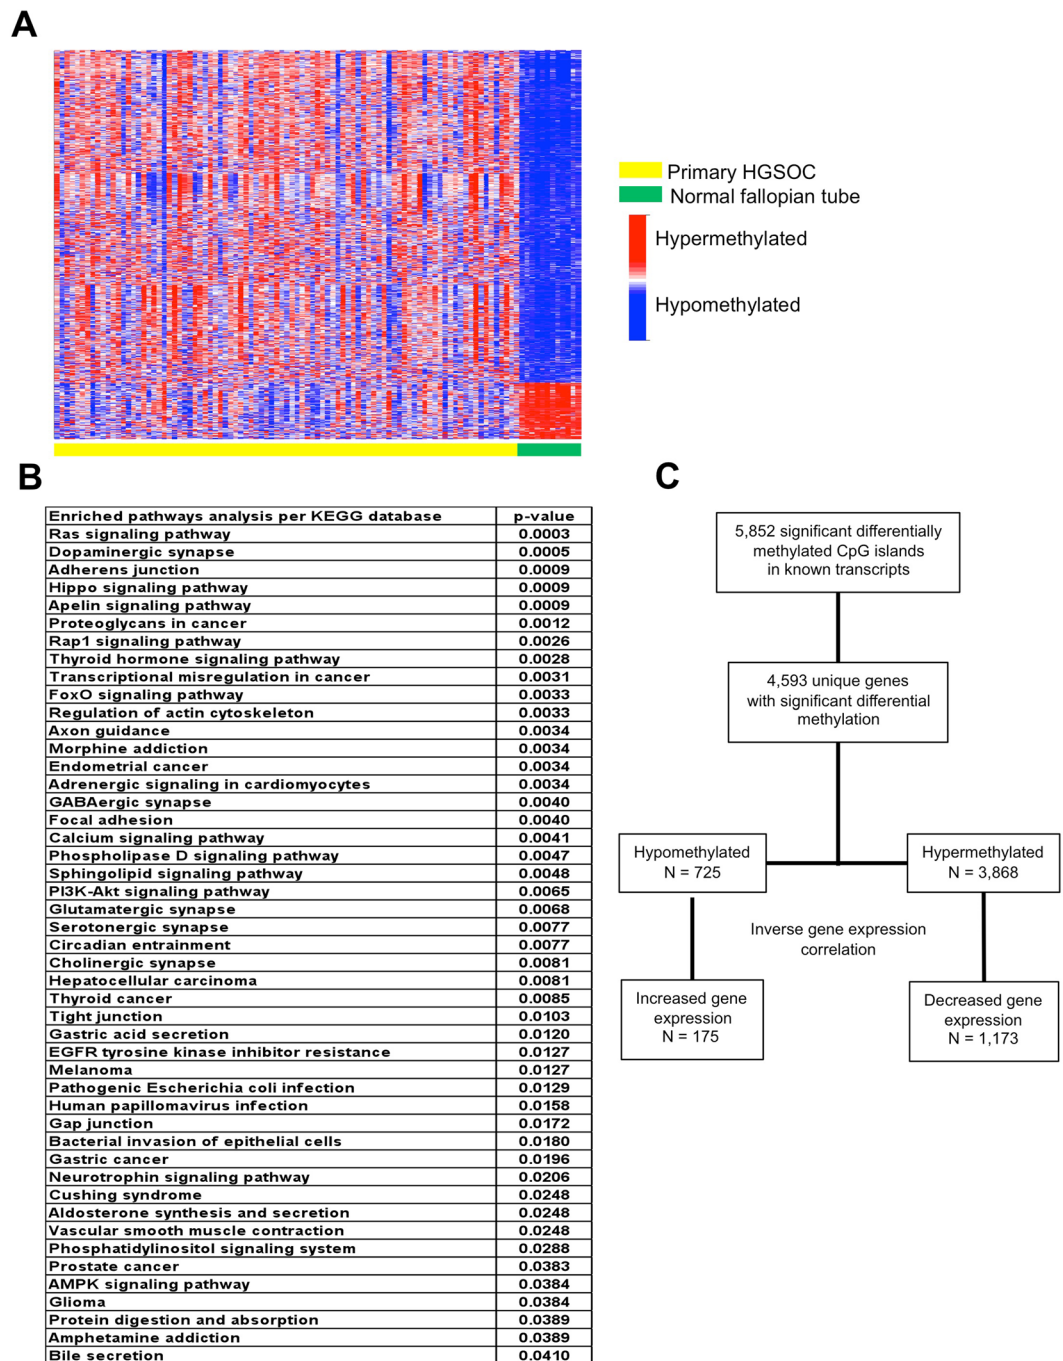 A
Primary HGSOC
Normal fallopian tube
Hypermethylated
Hypomethylated
B
Enriched pathways analysis per KEGG database p-value
Ras signaling pathway 0.0003
Dopaminergic synapse 0.0005
Adherens junction 0.0009
Hippo signaling pathway 0.0009
Apelin signaling pathway 0.0009
Proteoglycans in cancer 0.0012
Rap1 signaling pathway 0.0026
Thyroid hormone signaling pathway 0.0028
Transcriptional misregulation in cancer 0.0031
FoxO signaling pathway 0.0033
Regulation of actin cytoskeleton 0.0033
Axon guidance 0.0034
Morphine addiction 0.0034
Endometrial cancer 0.0034
Adrenergic signaling in cardiomyocytes 0.0034
GABAergic synapse 0.0040
Focal adhesion 0.0040
Calcium signaling pathway 0.0041
Phospholipase D signaling pathway 0.0047
Sphingolipid signaling pathway 0.0048
PI3K-Akt signaling pathway 0.0065
Glutamatergic synapse 0.0068
Serotonergic synapse 0.0077
Circadian entrainment 0.0077
Cholinergic synapse 0.0081
Hepatocellular carcinoma 0.0081
Thyroid cancer 0.0085
Tight junction 0.0103
Gastric acid secretion 0.0120
EGFR tyrosine kinase inhibitor resistance 0.0127
Melanoma 0.0127
Pathogenic Escherichia coli infection 0.0129
Human papillomavirus infection 0.0158
Gap junction 0.0172
Bacterial invasion of epithelial cells 0.0180
Gastric cancer 0.0196
Neurotrophin signaling pathway 0.0206
Cushing syndrome 0.0248
Aldosterone synthesis and secretion 0.0248
Vascular smooth muscle contraction 0.0248
Phosphatidylinositol signaling system 0.0288
Prostate cancer 0.0383
AMPK signaling pathway 0.0384
Glioma 0.0384
Protein digestion and absorption 0.0389
Amphetamine addiction 0.0389
Bile secretion 0.0410
C
5,852 significant differentially
methylated CpG islands
in known transcripts
4,593 unique genes
with significant differential
methylation
Hypomethylated
N = 725
Hypermethylated
N = 3,868
Inverse gene expression
correlation
Increased gene
expression
N = 175
Decreased gene
expression
N = 1,173